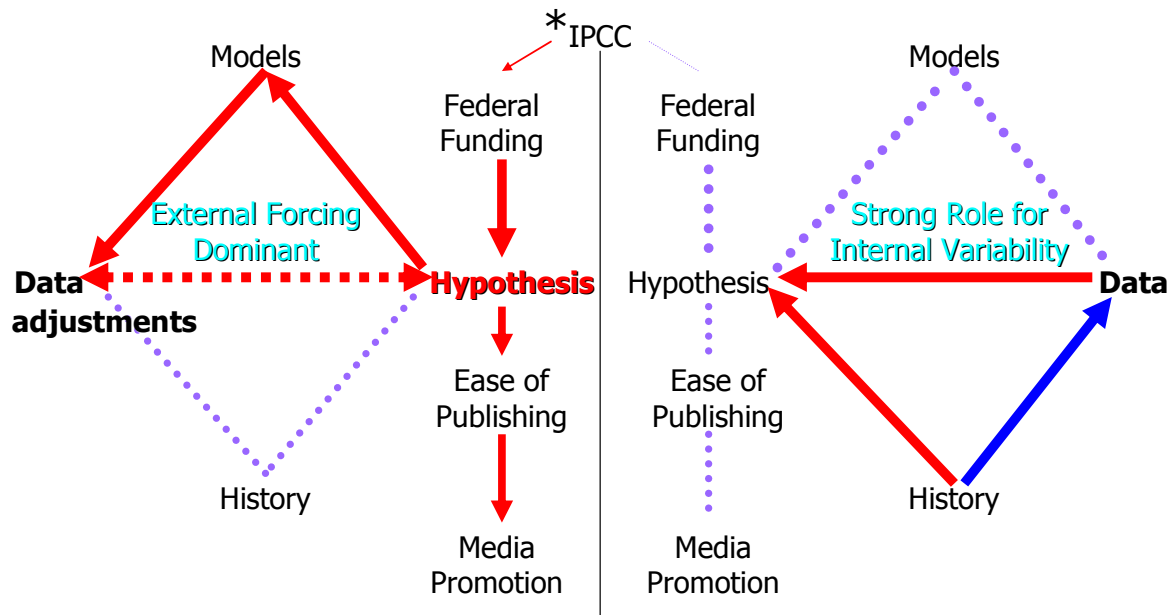 *IPCC
Models
Federal
Funding
External Forcing
Dominant
Data
adjustments
Hypothesis
Ease of
Publishing
History
Media
Promotion
Federal
Funding
Models
Strong Role for
Internal Variability
Hypothesis
Data
Ease of
Publishing
History
Media
Promotion